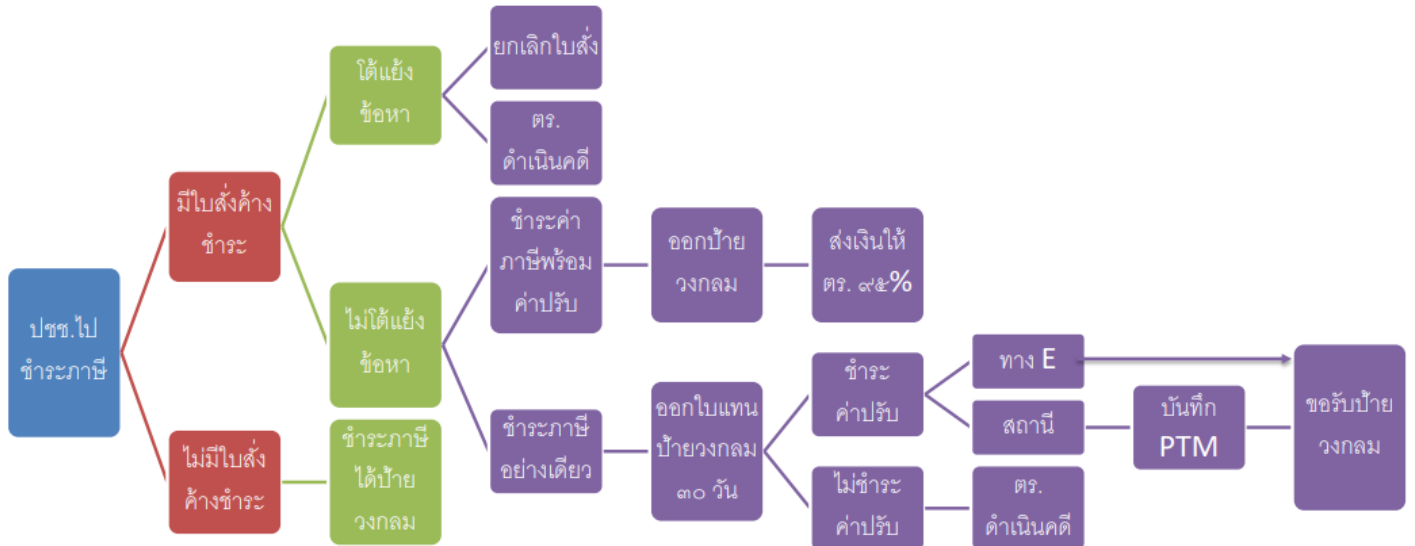 ปชช.ไป
ชำระภาษี
มีใบสั่งค้าง
ชำระ
ไม่มีใบสั่ง
ค้างชำระ
โต้แย้ง
ข้อหา
ไม่โต้แย้ง
ข้อหา
ชำระภาษี
ได้ป้าย
วงกลม
ยกเลิกใบสั่ง
ตร.
ดำเนินคดี
ชำระค่า
ภาษีพร้อม
ค่าปรับ
ออกป้าย
วงกลม
ส่งเงินให้
ตร. ๙๕%
ชำระภาษี
อย่างเดียว
ออกใบแทน
ป้ายวงกลม
๓๐ วัน
ชำระ
ค่าปรับ
ไม่ชำระ
ค่าปรับ
ทาง E
สถานี
ตร.
ดำเนินคดี
บันทึก
PTM
ขอรับป้าย
วงกลม